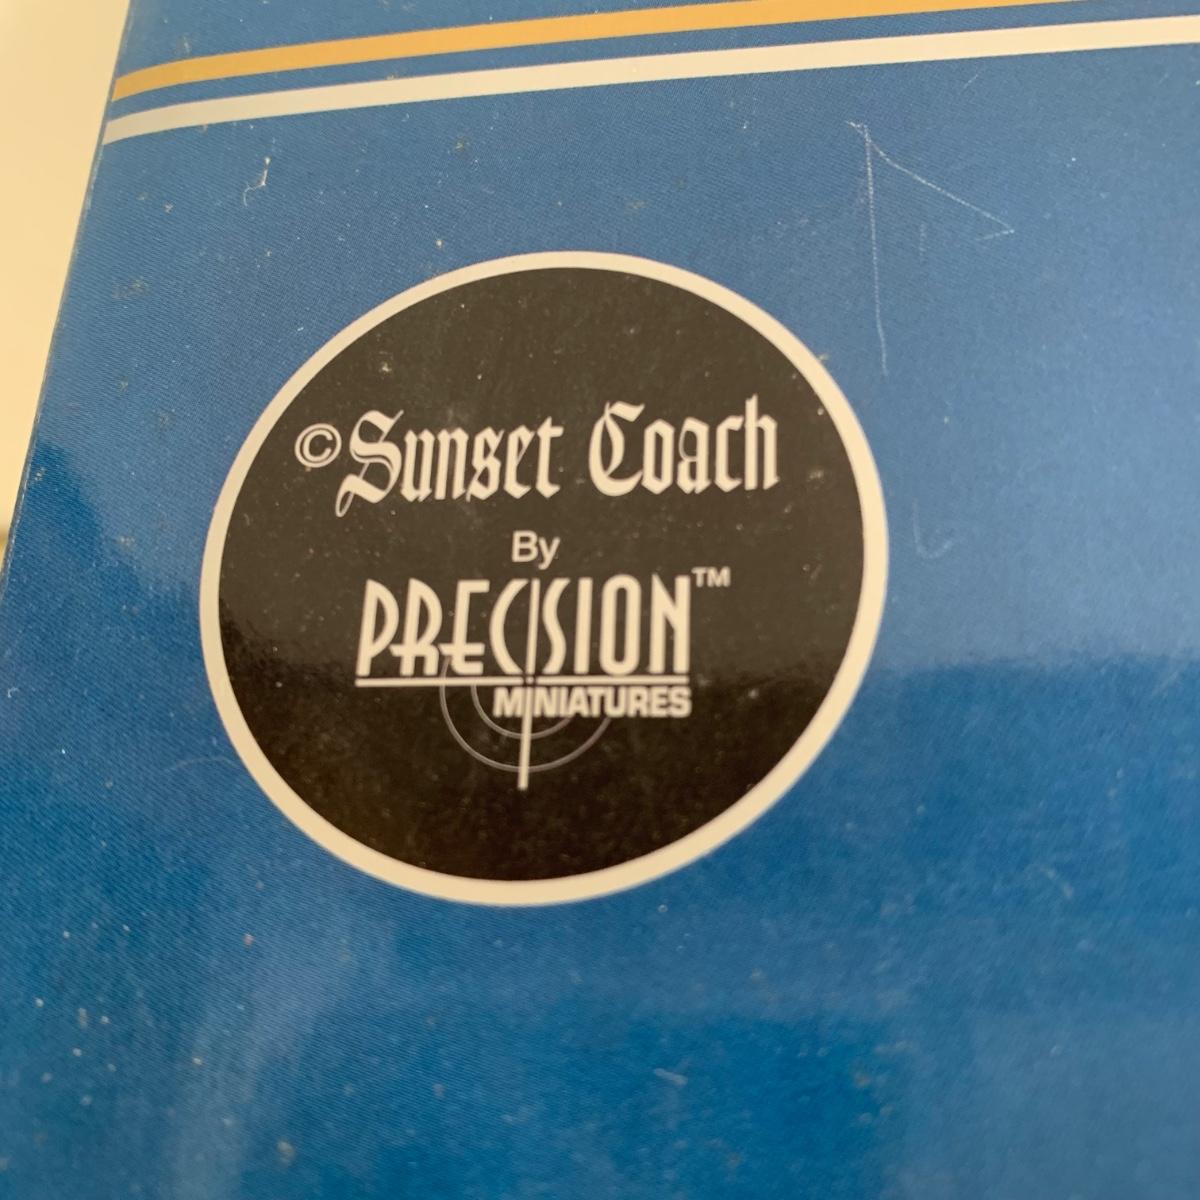 ©Sunset Coach
By
PRECISION™
MINIATURES